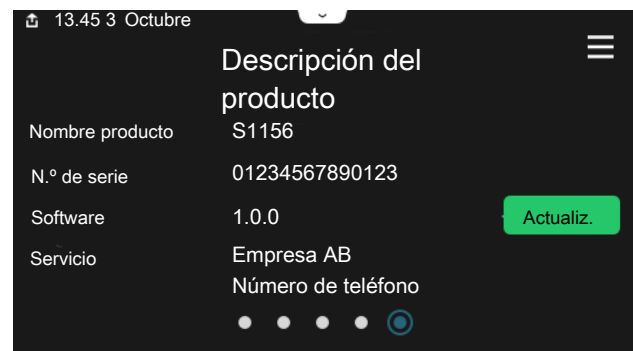 13.45 3 Octubre
Descripción del
producto
Nombre producto S1156
N.º de serie 01234567890123
Software 1.0.0 Actualiz.
Servicio Empresa AB
Número de teléfono